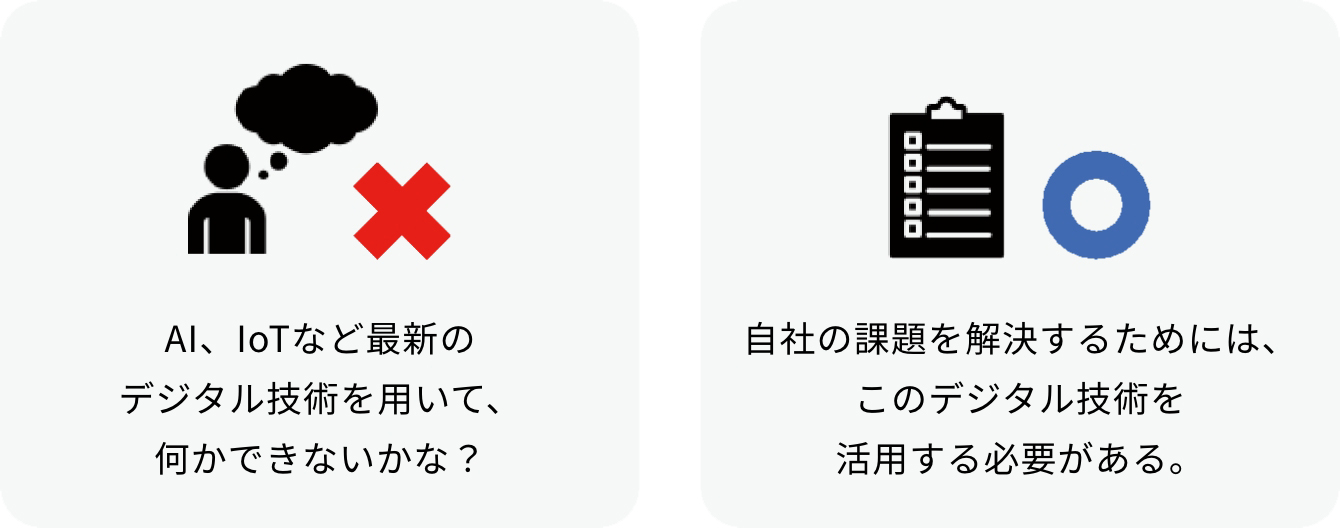 AI、IoTなど最新の
デジタル技術を用いて、
何かできないかな？
自社の課題を解決するためには、
このデジタル技術を
活用する必要がある。